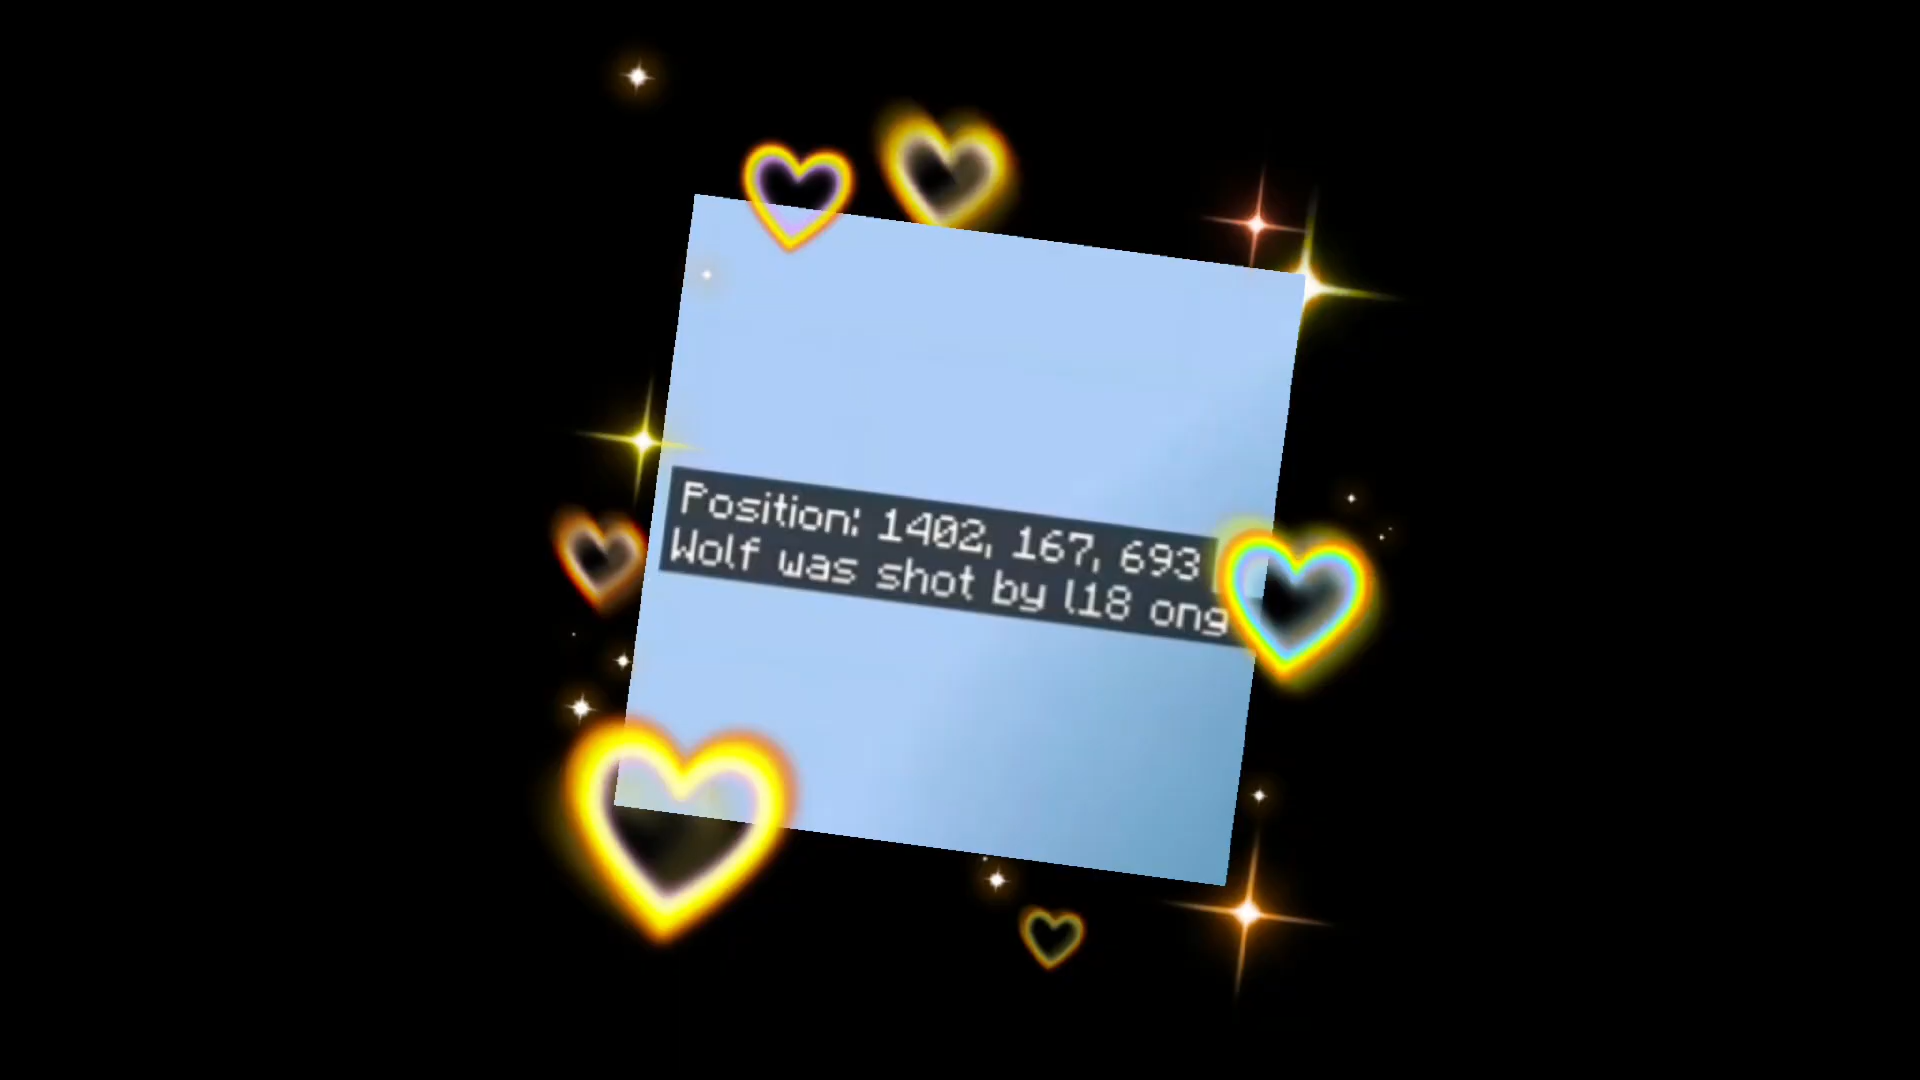 Position: 1402, 167, 693
Wolf was shot by l18 ong